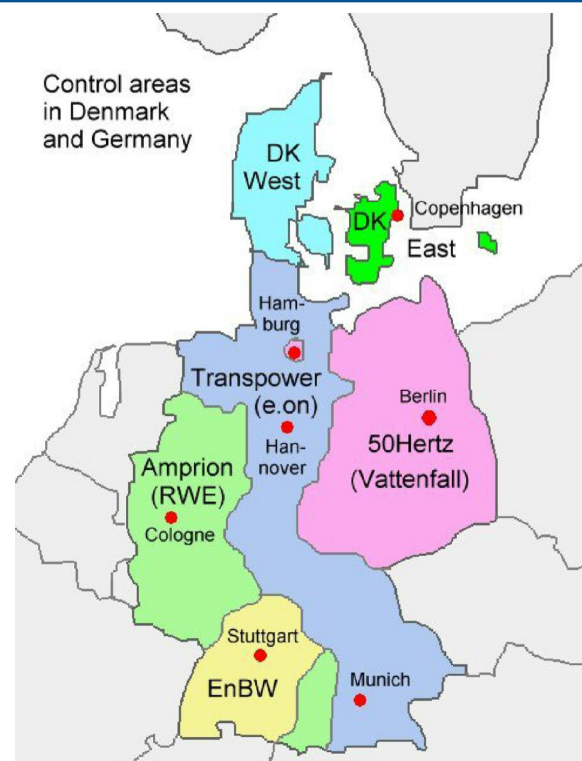 Control areas
in Denmark
and Germany
DK
West
DK
Copenhagen
East
Ham-
burg
Transpower
(e.on)
Han-
nover
Berlin
50Hertz
(Vattenfall)
Amprion
(RWE)
Cologne
Stuttgart
EnBW
Munich